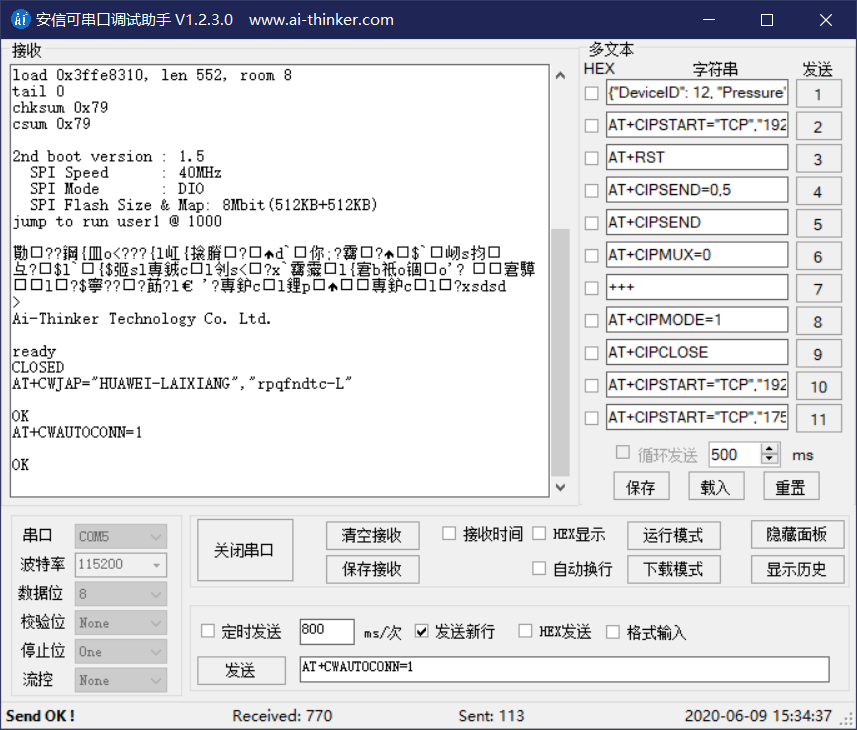 安信可串口调试助手 V1.2.3.0 www.ai-thinker.com
接收
load 0x3ffe8310, len 552, room 8
tail 0
chksum 0x79
csum 0x79
2nd boot version : 1.5
SPI Speed : 40MHz
SPI Mode : DIO
SPI Flash Size & Map: 8Mbit(512KB+512KB)
jump to run user1 @ 1000
>
Ai-Thinker Technology Co. Ltd.
ready
CLOSED
AT+CWJAP="HUAWEI-LAIXIANG","rpqfndtc-L"
OK
AT+CWAUTOCONN=1
OK
多文本
HEX 字符串 发送
{"DeviceID": 12, "Pressure" 1
AT+CIPSTART="TCP","192 2
AT+RST 3
AT+CIPSEND=0,5 4
AT+CIPSEND 5
AT+CIPMUX=0 6
+++ 7
AT+CIPMODE=1 8
AT+CIPCLOSE 9
AT+CIPSTART="TCP","192 10
AT+CIPSTART="TCP","175 11
循环发送 500 ms
保存 载入 重置
串口 COM5
波特率 115200
数据位 8
校验位 None
停止位 One
流控 None
关闭串口
清空接收 接收时间 HEX显示 运行模式 隐藏面板
保存接收 自动换行 下载模式 显示历史
定时发送 800 ms/次 发送新行 HEX发送 格式输入
发送 AT+CWAUTOCONN=1
Send OK ! Received: 770 Sent: 113 2020-06-09 15:34:37